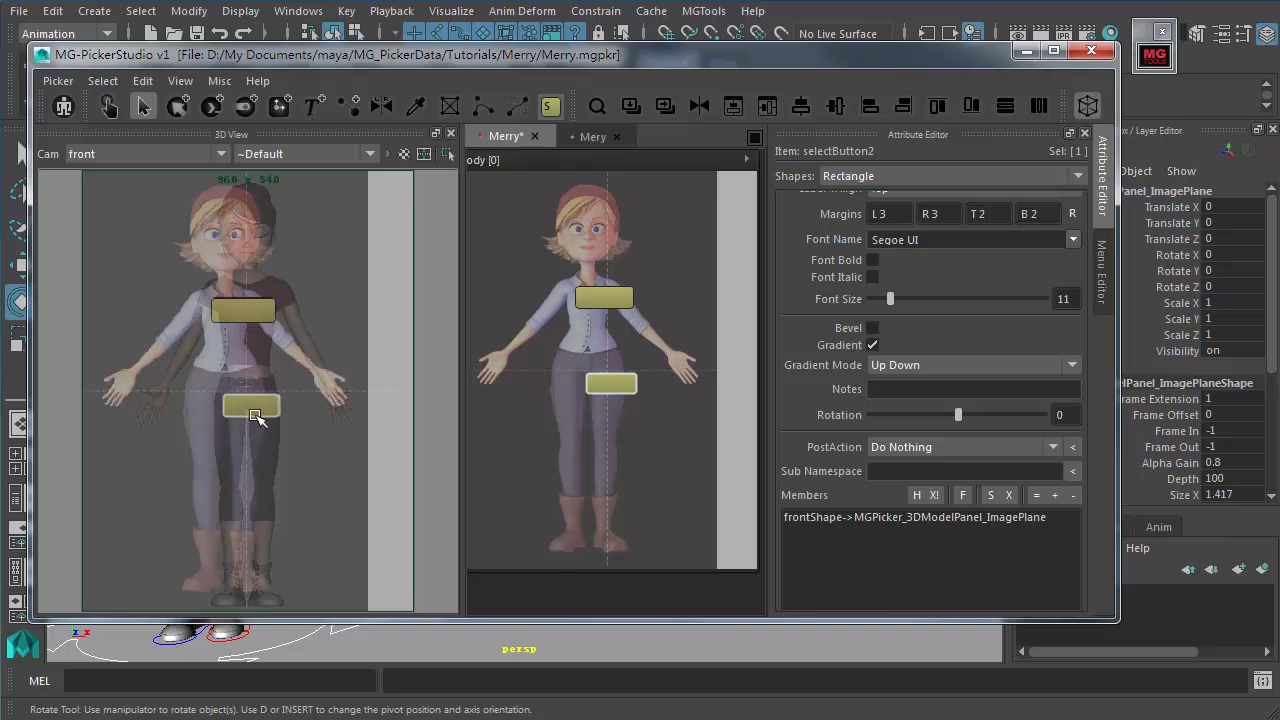 File Edit Create Select Modify Display Windows Key Playback Visualize Anim Deform Constrain Cache MGTools Help
Animation
No Live Surface
IPR
MG TOOLS
MG-PickerStudio v1 [File: D:/My Documents/maya/MG_PickerData/Tutorials/Merry/Merry.mgpkr]
Picker Select Edit View Misc Help
T
S
3D View
Merry*
Merry
Attribute Editor
Cam front
~Default
ody [0]
960 x 540
Item: selectButton2
Sel: [ 1 ]
Shapes: Rectangle
Margins L 3 R 3 T 2 B 2 R
Font Name Segoe UI
Font Bold
Font Italic
Font Size 11
Bevel
Gradient
Gradient Mode Up Down
Notes
Rotation 0
PostAction Do Nothing <
Sub Namespace <
Members H X! F S X = + -
frontShape->MGPicker_3DModelPanel_ImagePlane
Attribute Editor
Menu Editor
ox / Layer Editor
Object Show
Panel_ImagePlane
Translate X 0
Translate Y 0
Translate Z 0
Rotate X 0
Rotate Y 0
Rotate Z 0
Scale X 1
Scale Y 1
Scale Z 1
Visibility on
lPanel_ImagePlaneShape
Frame Extension 1
Frame Offset 0
Frame In -1
Frame Out -1
Alpha Gain 0.8
Depth 100
Size X 1.417
Anim
Help
z x
persp
MEL
Rotate Tool: Use manipulator to rotate object(s). Use D or INSERT to change the pivot position and axis orientation.